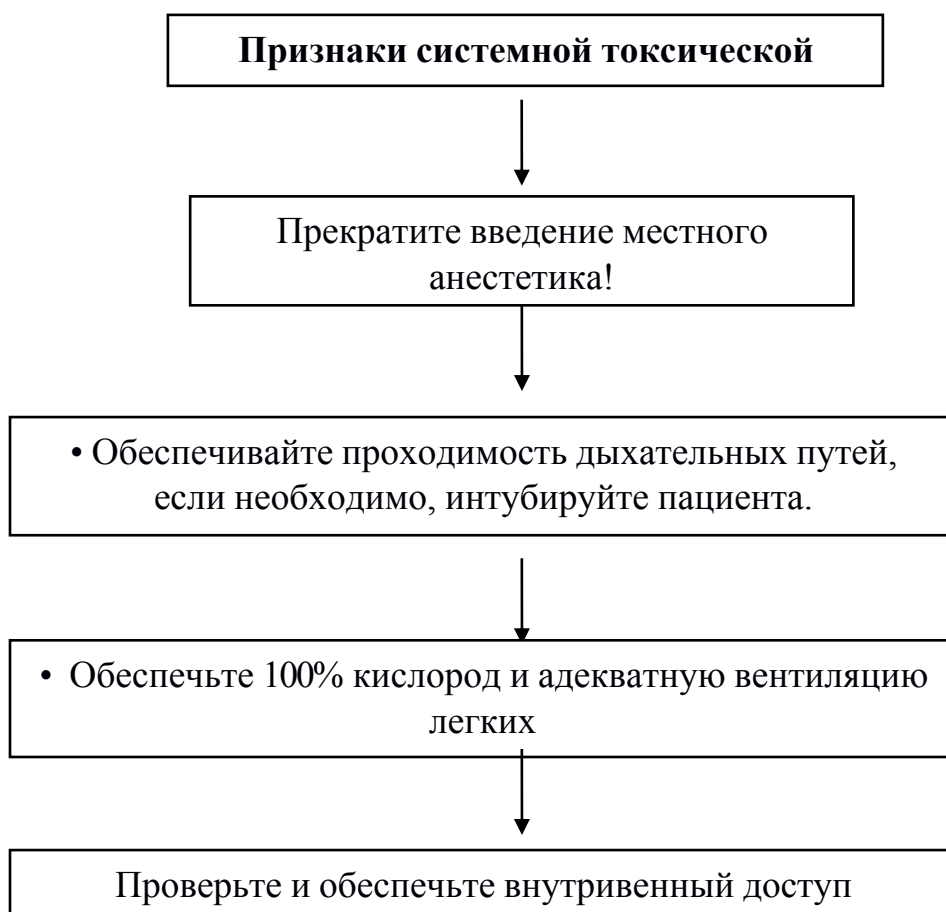 Признаки системной токсической
Прекратите введение местного
анестетика!
• Обеспечивайте проходимость дыхательных путей,
если необходимо, интубируйте пациента.
• Обеспечьте 100% кислород и адекватную вентиляцию
легких
Проверьте и обеспечьте внутривенный доступ